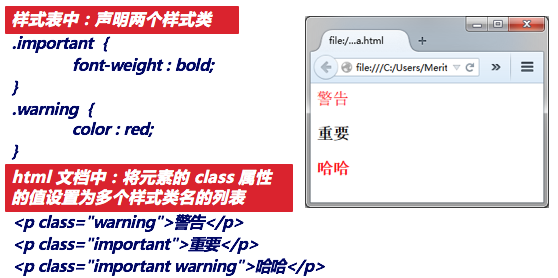 样式表中：声明两个样式类
.important {
font-weight : bold;
}
.warning {
color : red;
}
html 文档中：将元素的 class 属性
的值设置为多个样式类名的列表
<p class="warning">警告</p>
<p class="important">重要</p>
<p class="important warning">哈哈</p>
file:/...a.html
file:///C:/Users/Merit
警告
重要
哈哈